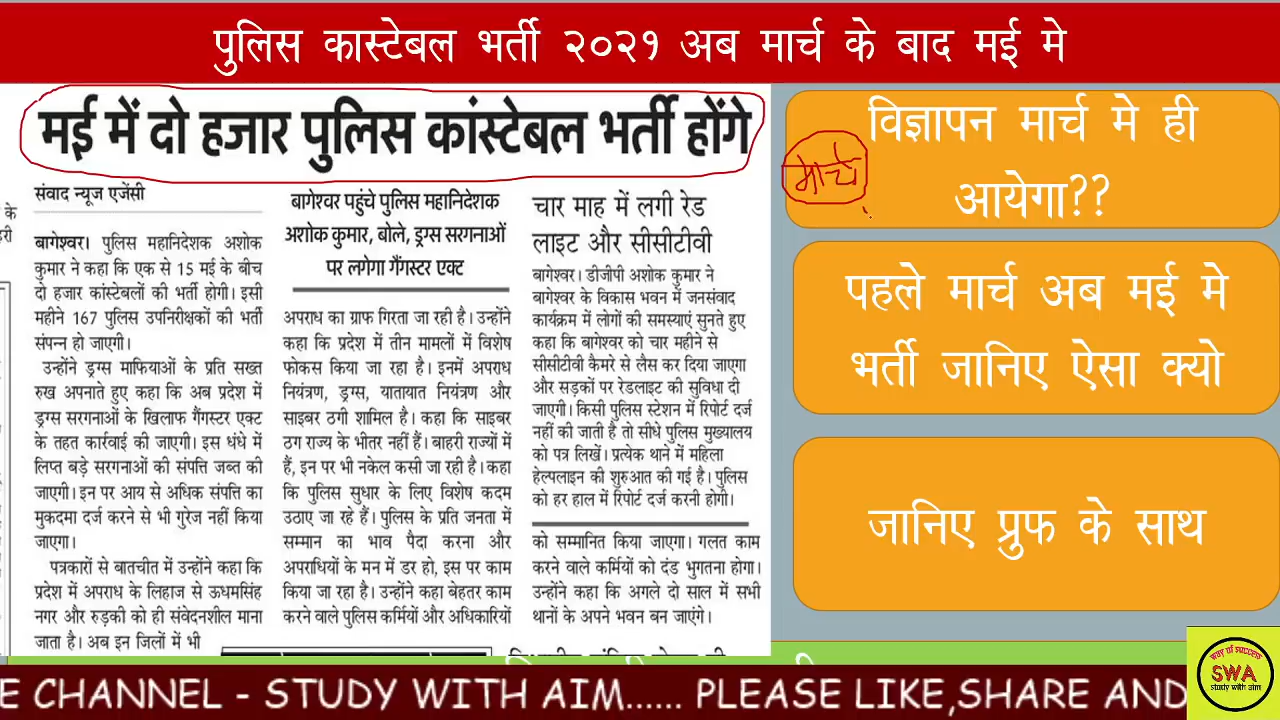 पुलिस कास्टेबल भर्ती २०२१ अब मार्च के बाद मई मे
मई में दो हजार पुलिस कांस्टेबल भर्ती होंगे
संवाद न्यूज एजेंसी
बागेश्वर। पुलिस महानिदेशक अशोक
कुमार ने कहा कि एक से 15 मई के बीच
दो हजार कांस्टेबलों की भर्ती होगी। इसी
महीने 167 पुलिस उपनिरीक्षकों की भर्ती
संपन्न हो जाएगी।
उन्होंने ड्रग्स माफियाओं के प्रति सख्त
रुख अपनाते हुए कहा कि अब प्रदेश में
ड्रग्स सरगनाओं के खिलाफ गैंगस्टर एक्ट
के तहत कार्रवाई की जाएगी। इस धंधे में
लिप्त बड़े सरगनाओं की संपत्ति जब्त की
जाएगी। इन पर आय से अधिक संपत्ति का
मुकदमा दर्ज करने से भी गुरेज नहीं किया
जाएगा।
पत्रकारों से बातचीत में उन्होंने कहा कि
प्रदेश में अपराध के लिहाज से ऊधमसिंह
नगर और रुड़की को ही संवेदनशील माना
जाता है। अब इन जिलों में भी
बागेश्वर पहुंचे पुलिस महानिदेशक
अशोक कुमार, बोले, ड्रग्स सरगनाओं
पर लगेगा गैंगस्टर एक्ट
अपराध का ग्राफ गिरता जा रही है। उन्होंने
कहा कि प्रदेश में तीन मामलों में विशेष
फोकस किया जा रहा है। इनमें अपराध
नियंत्रण, ड्रग्स, यातायात नियंत्रण और
साइबर ठगी शामिल है। कहा कि साइबर
ठग राज्य के भीतर नहीं हैं। बाहरी राज्यों में
हैं, इन पर भी नकेल कसी जा रही है। कहा
कि पुलिस सुधार के लिए विशेष कदम
उठाए जा रहे हैं। पुलिस के प्रति जनता में
सम्मान का भाव पैदा करना और
अपराधियों के मन में डर हो, इस पर काम
किया जा रहा है। उन्होंने कहा बेहतर काम
करने वाले पुलिस कर्मियों और अधिकारियों
चार माह में लगी रेड
लाइट और सीसीटीवी
बागेश्वर। डीजीपी अशोक कुमार ने
बागेश्वर के विकास भवन में जनसंवाद
कार्यक्रम में लोगों की समस्याएं सुनते हुए
कहा कि बागेश्वर को चार महीने से
सीसीटीवी कैमरे से लैस कर दिया जाएगा
और सड़कों पर रेडलाइट की सुविधा दी
जाएगी। किसी पुलिस स्टेशन में रिपोर्ट दर्ज
नहीं की जाती है तो सीधे पुलिस मुख्यालय
को पत्र लिखें। प्रत्येक थाने में महिला
हेल्पलाइन की शुरुआत की गई है। पुलिस
को हर हाल में रिपोर्ट दर्ज करनी होगी।
को सम्मानित किया जाएगा। गलत काम
करने वाले कर्मियों को दंड भुगतना होगा।
उन्होंने कहा कि अगले दो साल में सभी
थानों के अपने भवन बन जाएंगे।
मार्च
विज्ञापन मार्च मे ही
आयेगा??
पहले मार्च अब मई मे
भर्ती जानिए ऐसा क्यो
जानिए प्रुफ के साथ
way of success
SWA
study with aim
E CHANNEL - STUDY WITH AIM...... PLEASE LIKE,SHARE AND